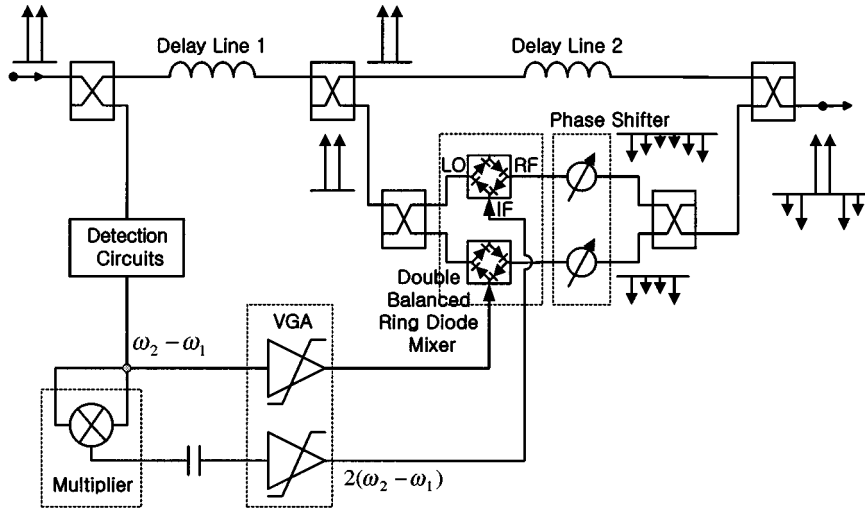 Delay Line 1
Delay Line 2
Phase Shifter
LO
RF
IF
Detection
Circuits
Double
Balanced
Ring Diode
Mixer
VGA
ω₂ − ω₁
Multiplier
2(ω₂ − ω₁)